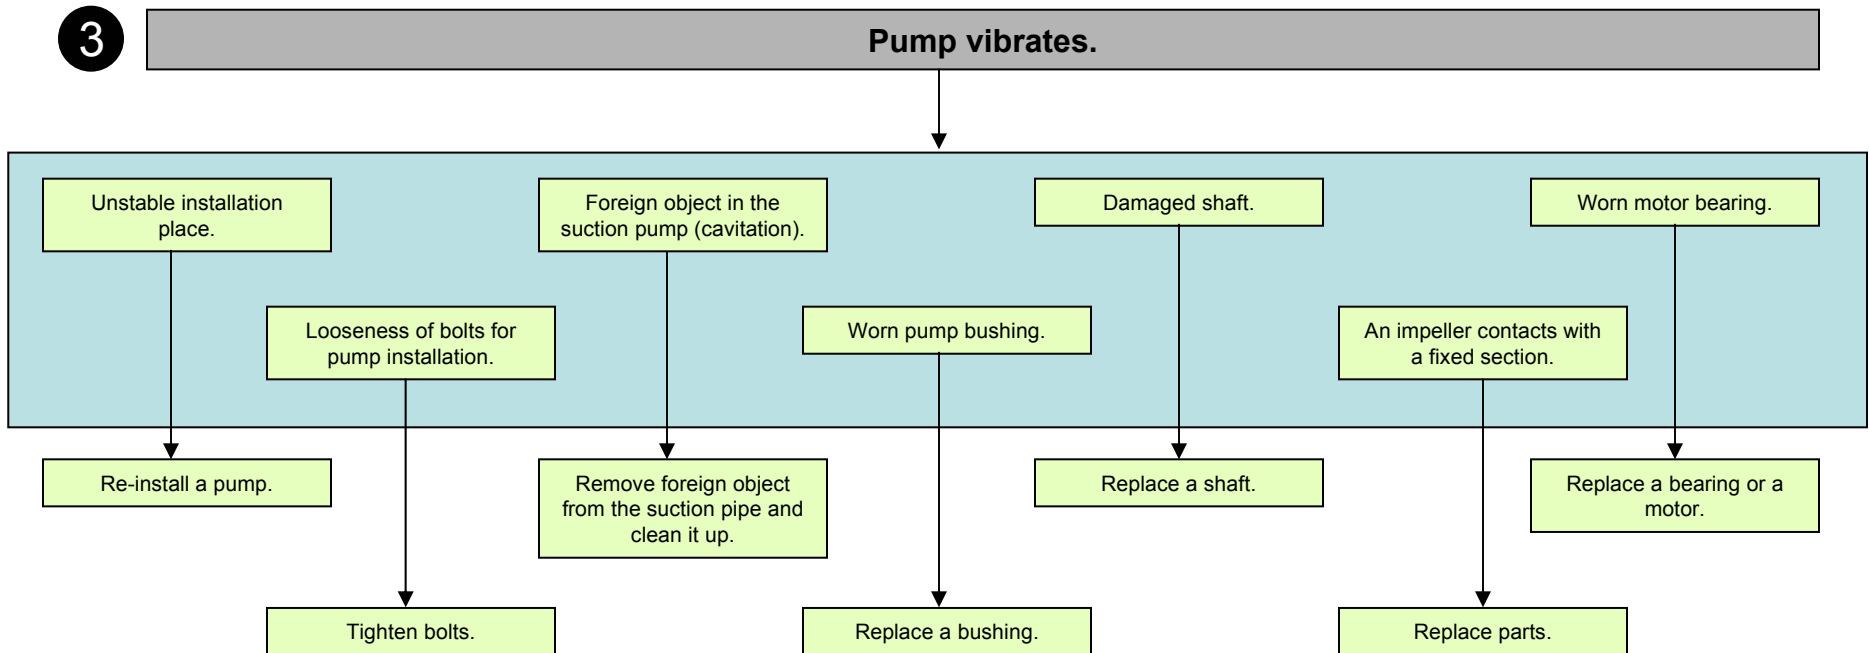 3
Pump vibrates.
Unstable installation
place.
Foreign object in the
suction pump (cavitation).
Damaged shaft.
Worn motor bearing.
Looseness of bolts for
pump installation.
Worn pump bushing.
An impeller contacts with
a fixed section.
Re-install a pump.
Remove foreign object
from the suction pipe and
clean it up.
Replace a shaft.
Replace a bearing or a
motor.
Tighten bolts.
Replace a bushing.
Replace parts.